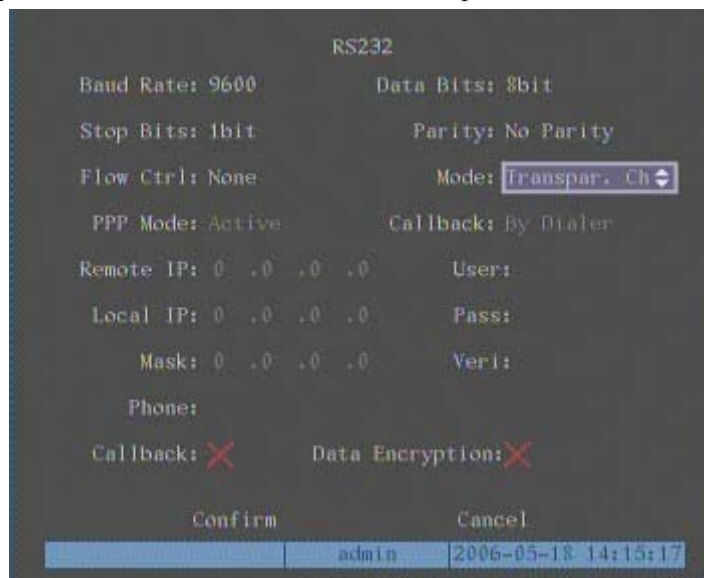 RS232
Baud Rate: 9600 Data Bits: 8bit
Stop Bits: 1bit Parity: No Parity
Flow Ctrl: None Mode: Transpar. Ch
PPP Mode: Active Callback: By Dialer
Remote IP: 0 .0 .0 .0 User:
Local IP: 0 .0 .0 .0 Pass:
Mask: 0 .0 .0 .0 Veri:
Phone:
Callback: Data Encryption:
Confirm Cancel
admin 2006-05-18 14:15:17